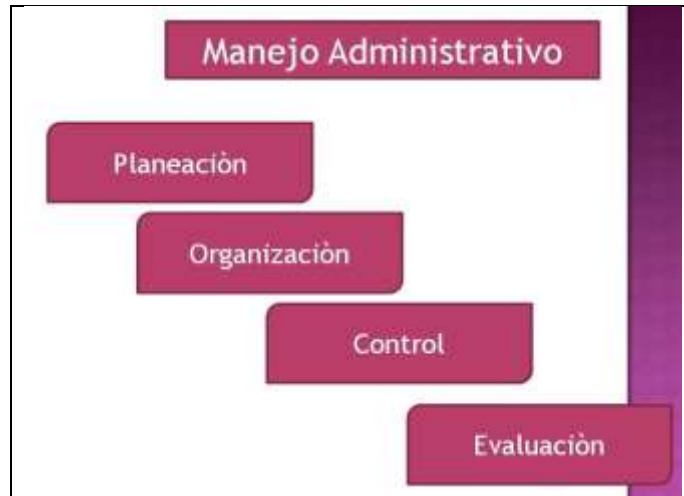 Manejo Administrativo
Planeaciòn
Organizaciòn
Control
Evaluaciòn